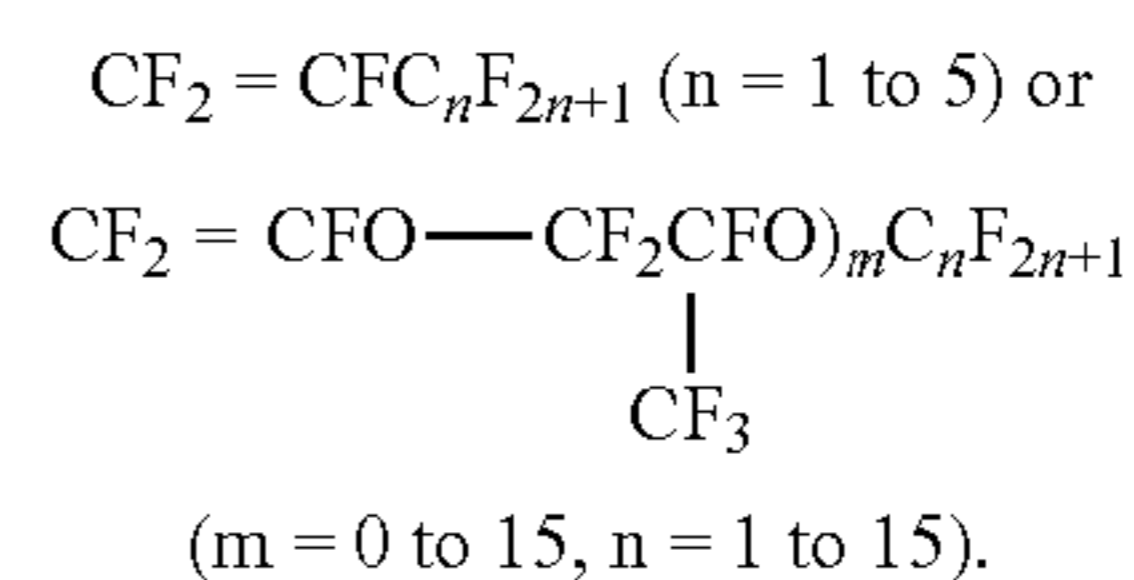 CF₂ = CFCₙF₂ₙ₊₁ (n = 1 to 5) or
CF₂ = CFO—CF₂CFO)ₘCₙF₂ₙ₊₁
CF₃
(m = 0 to 15, n = 1 to 15).